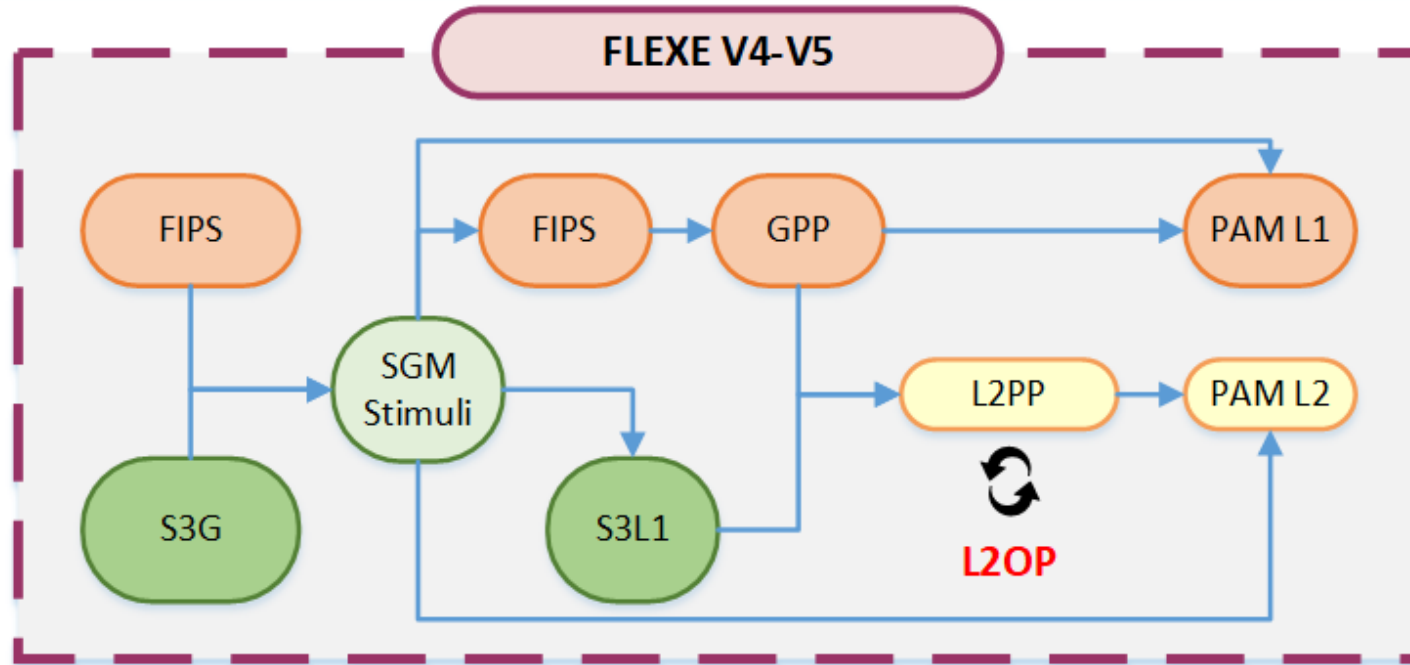 FLEXE V4-V5
FIPS
FIPS
GPP
PAM L1
SGM
Stimuli
L2PP
PAM L2
S3G
S3L1
L2OP